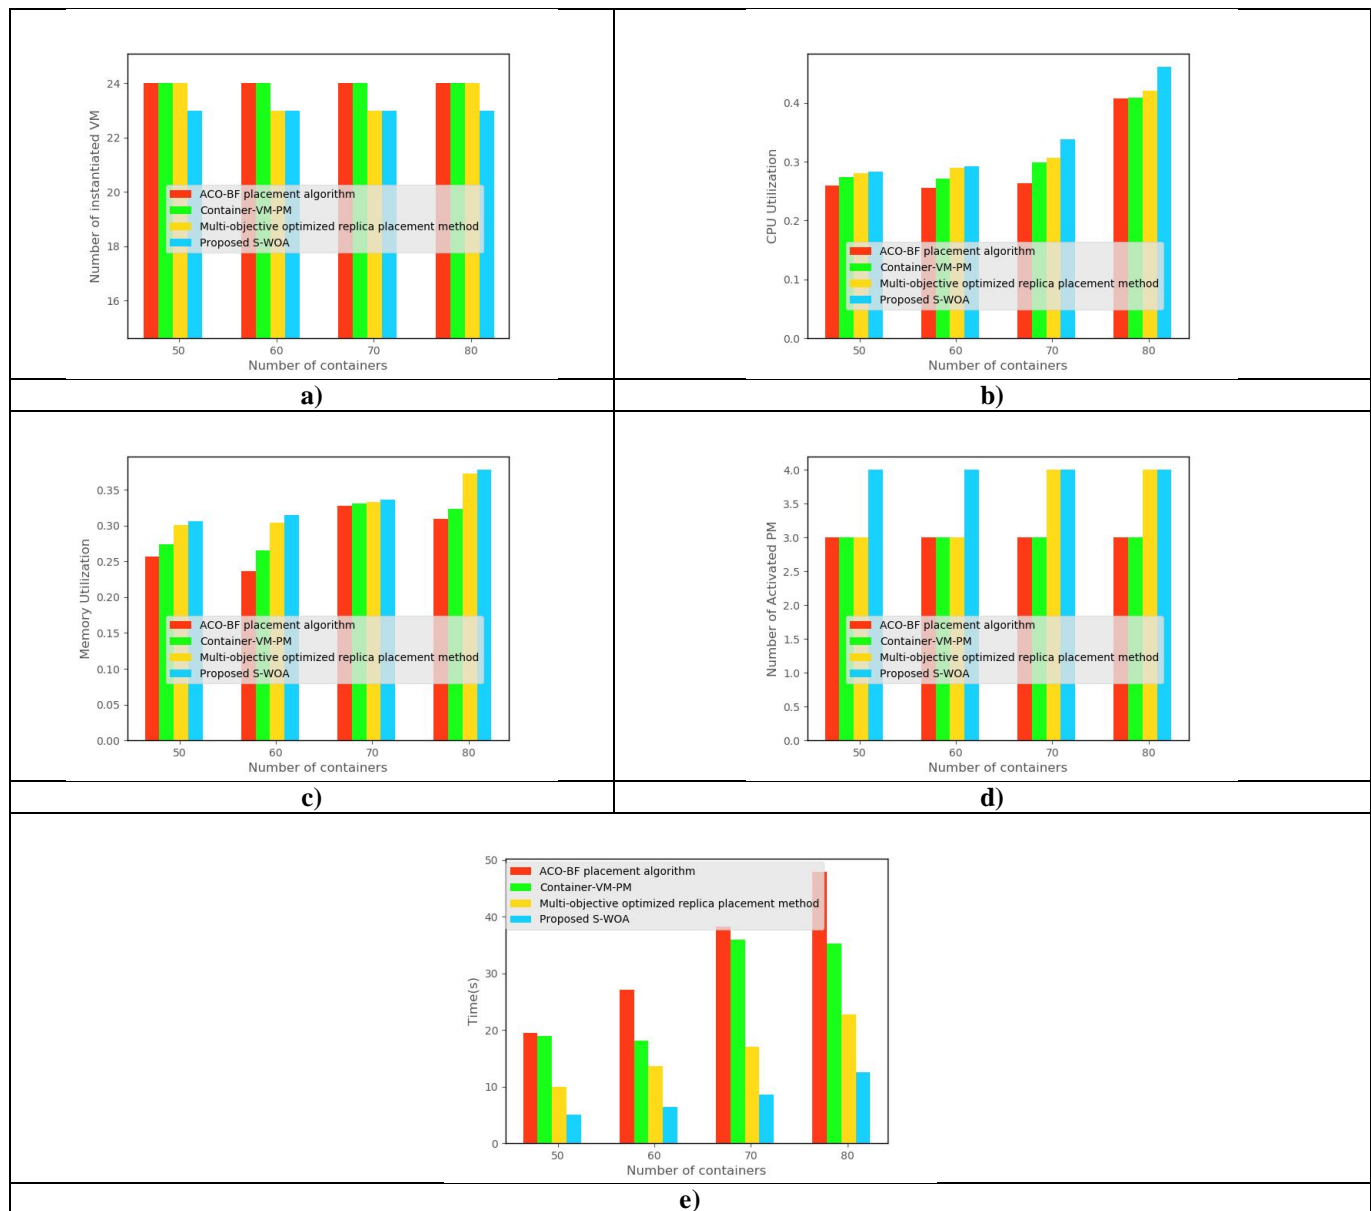 24
22
20
18
16
Number of instantiated VM
ACO-BF placement algorithm
Container-VM-PM
Multi-objective optimized replica placement method
Proposed S-WOA
50 60 70 80
Number of containers
a)
0.4
0.3
0.2
0.1
0.0
CPU Utilization
ACO-BF placement algorithm
Container-VM-PM
Multi-objective optimized replica placement method
Proposed S-WOA
50 60 70 80
Number of containers
b)
0.35
0.30
0.25
0.20
0.15
0.10
0.05
0.00
Memory Utilization
ACO-BF placement algorithm
Container-VM-PM
Multi-objective optimized replica placement method
Proposed S-WOA
50 60 70 80
Number of containers
c)
4.0
3.5
3.0
2.5
2.0
1.5
1.0
0.5
0.0
Number of Activated PM
ACO-BF placement algorithm
Container-VM-PM
Multi-objective optimized replica placement method
Proposed S-WOA
50 60 70 80
Number of containers
d)
50
40
30
20
10
0
Time(s)
ACO-BF placement algorithm
Container-VM-PM
Multi-objective optimized replica placement method
Proposed S-WOA
50 60 70 80
Number of containers
e)